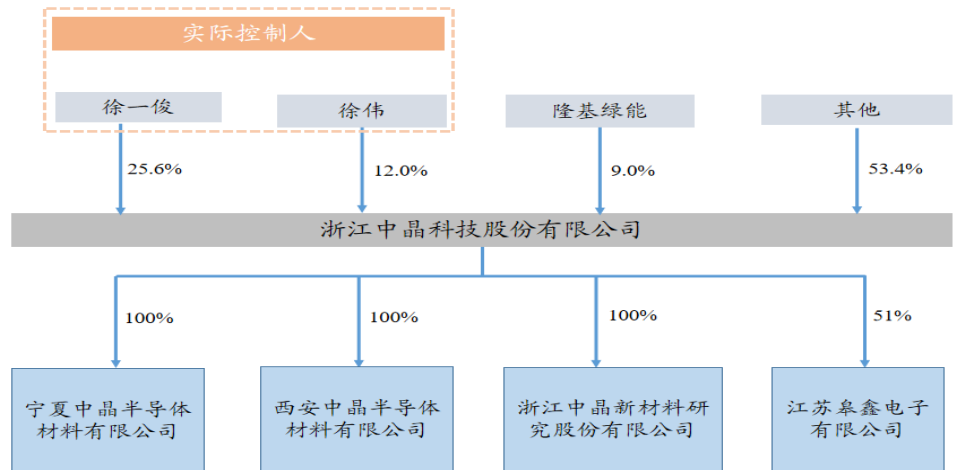 实际控制人
徐一俊
徐伟
隆基绿能
其他
25.6%
12.0%
9.0%
53.4%
浙江中晶科技股份有限公司
100%
100%
100%
51%
宁夏中晶半导体
材料有限公司
西安中晶半导体
材料有限公司
浙江中晶新材料研
究股份有限公司
江苏皋鑫电子
有限公司